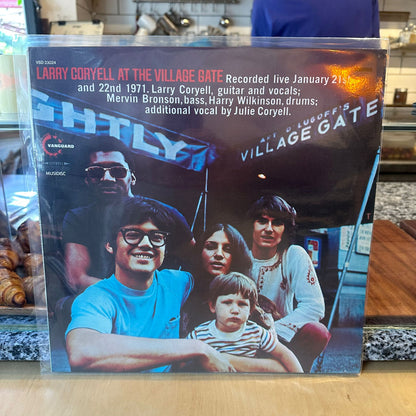 VSD 23024
LARRY CORYELL AT THE VILLAGE GATE Recorded live January 21st
and 22nd 1971. Larry Coryell, guitar and vocals;
Mervin Bronson, bass, Harry Wilkinson, drums;
additional vocal by Julie Coryell.
GHTLY
ART D'LUGOFF'S
VILLAGE GATE
VANGUARD
MUSIDISC